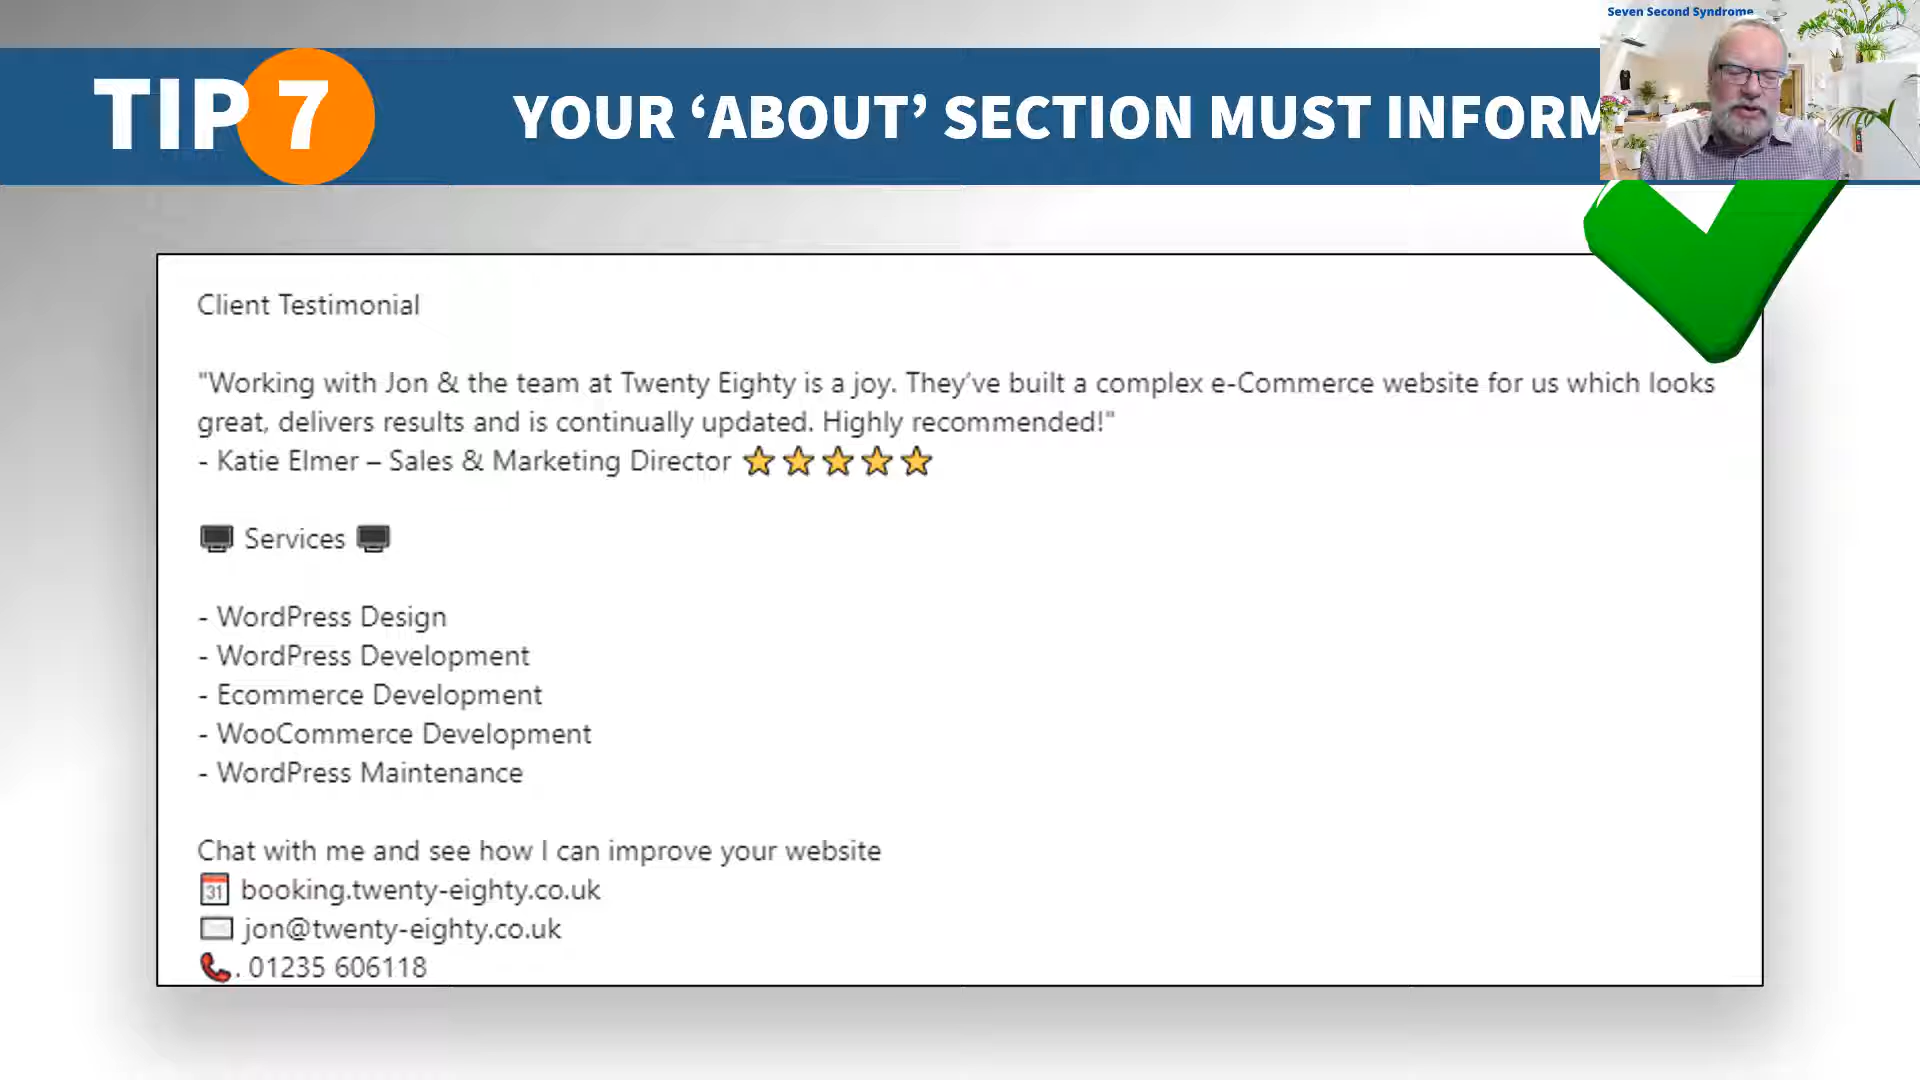 Seven Second Syndrome
TIP 7
YOUR ‘ABOUT’ SECTION MUST INFORM
Client Testimonial
"Working with Jon & the team at Twenty Eighty is a joy. They’ve built a complex e-Commerce website for us which looks
great, delivers results and is continually updated. Highly recommended!"
- Katie Elmer – Sales & Marketing Director ⭐⭐⭐⭐⭐
🖥 Services 🖥
- WordPress Design
- WordPress Development
- Ecommerce Development
- WooCommerce Development
- WordPress Maintenance
Chat with me and see how I can improve your website
📅 booking.twenty-eighty.co.uk
✉ jon@twenty-eighty.co.uk
📞. 01235 606118